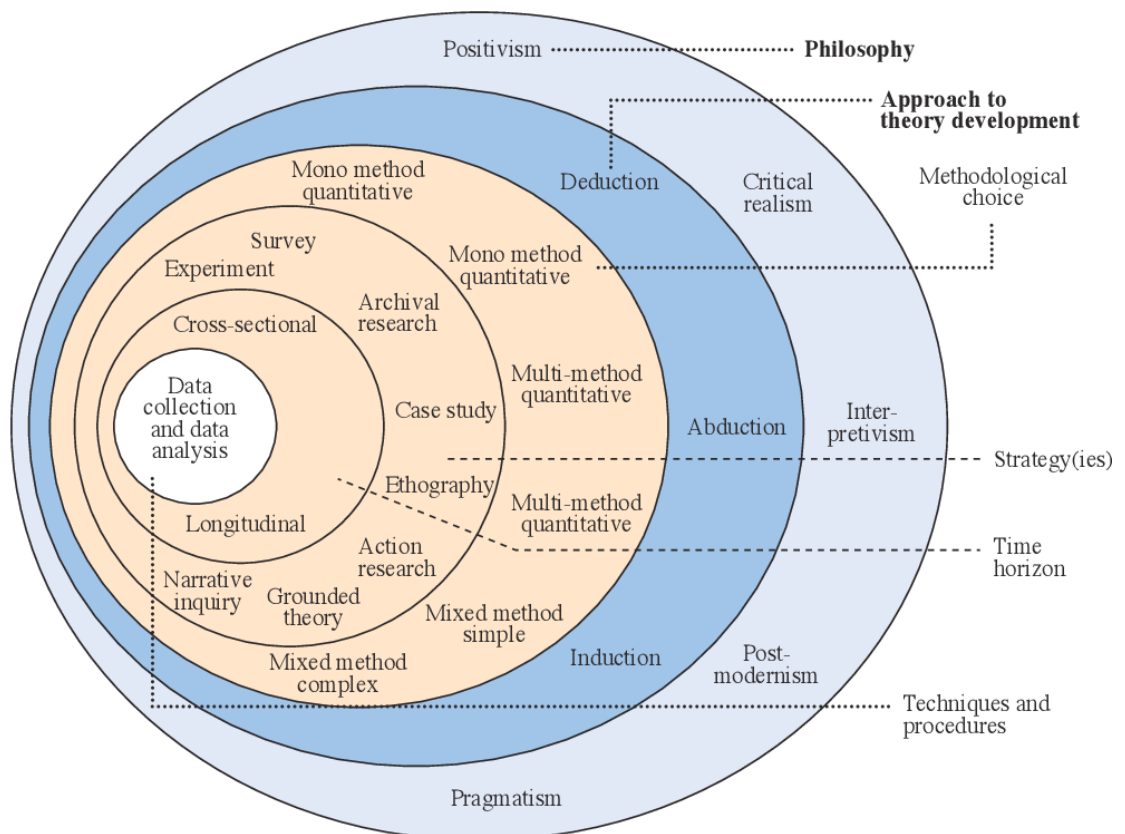 Positivism
Philosophy
Approach to
theory development
Mono method
quantitative
Deduction
Critical
realism
Methodological
choice
Survey
Experiment
Mono method
quantitative
Archival
research
Cross-sectional
Data
collection
and data
analysis
Multi-method
quantitative
Case study
Abduction
Inter-
pretivism
Strategy(ies)
Ethography
Multi-method
quantitative
Longitudinal
Action
research
Time
horizon
Narrative
inquiry
Grounded
theory
Mixed method
simple
Mixed method
complex
Induction
Post-
modernism
Techniques and
procedures
Pragmatism